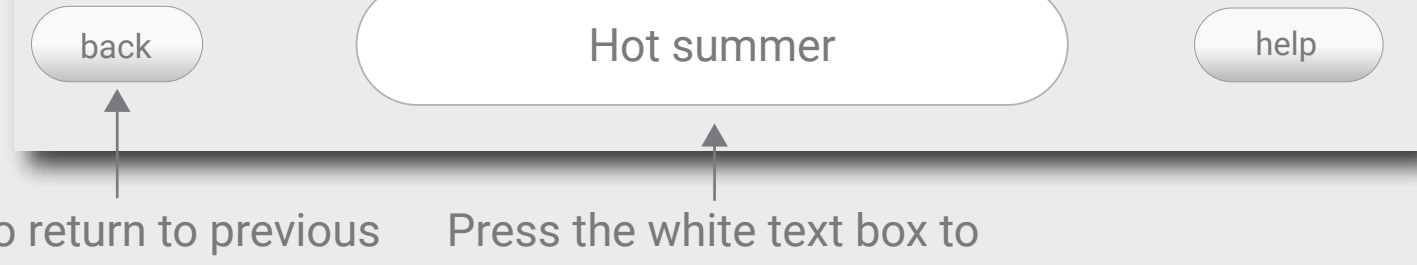 back
Hot summer
help
o return to previous
Press the white text box to